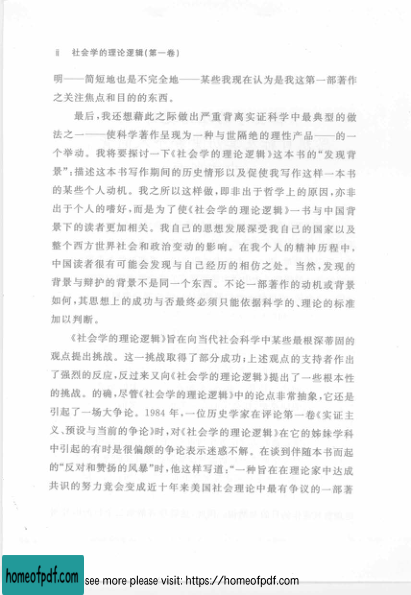 ii 社会学的理论逻辑(第一卷)
明——简短地也是不完全地——某些我现在认为是我这第一部著作
之关注焦点和目的的东西。
最后,我还想藉此之际做出严重背离实证科学中最典型的做
法之一——使科学著作呈现为一种与世隔绝的理性产品——的一
个举动。我将要探讨一下《社会学的理论逻辑》这本书的“发现背
景”;描述这本书写作期间的历史情形以及促使我写作这样一本书
的某些个人动机。我之所以这样做,即非出于哲学上的原因,亦非
出于个人的嗜好,而是为了使《社会学的理论逻辑》一书与中国背
景下的读者更加相关。我自己的思想发展深受我自己的国家以及
整个西方世界社会和政治变动的影响。在我个人的精神历程中,
中国读者很有可能会发现与自己经历的相仿之处。当然,发现的
背景与辩护的背景不是同一个东西。不论一部著作的动机或背景
如何,其思想上的成功与否最终必须只能依据科学的、理论的标准
加以判断。
《社会学的理论逻辑》旨在向当代社会科学中某些最根深蒂固的
观点提出挑战。这一挑战取得了部分成功;上述观点的支持者作出
了强烈的反应,反过来又向《社会学的理论逻辑》提出了一些根本性
的挑战。的确,尽管《社会学的理论逻辑》中的论点非常抽象,它还是
引起了一场大争论。1984 年,一位历史学家在评论第一卷《实证主
义、预设与当前的争论》时,对《社会学的理论逻辑》在它的姊妹学科
中引起的有时是很偏颇的争论表示迷惑不解。在谈到伴随本书而起
的“反对和赞扬的风暴”时,他这样写道:“一种旨在在理论家中达成
共识的努力竟会变成近十年来美国社会理论中最有争议的一部著
homeofpdf.com see more please visit: https://homeofpdf.com